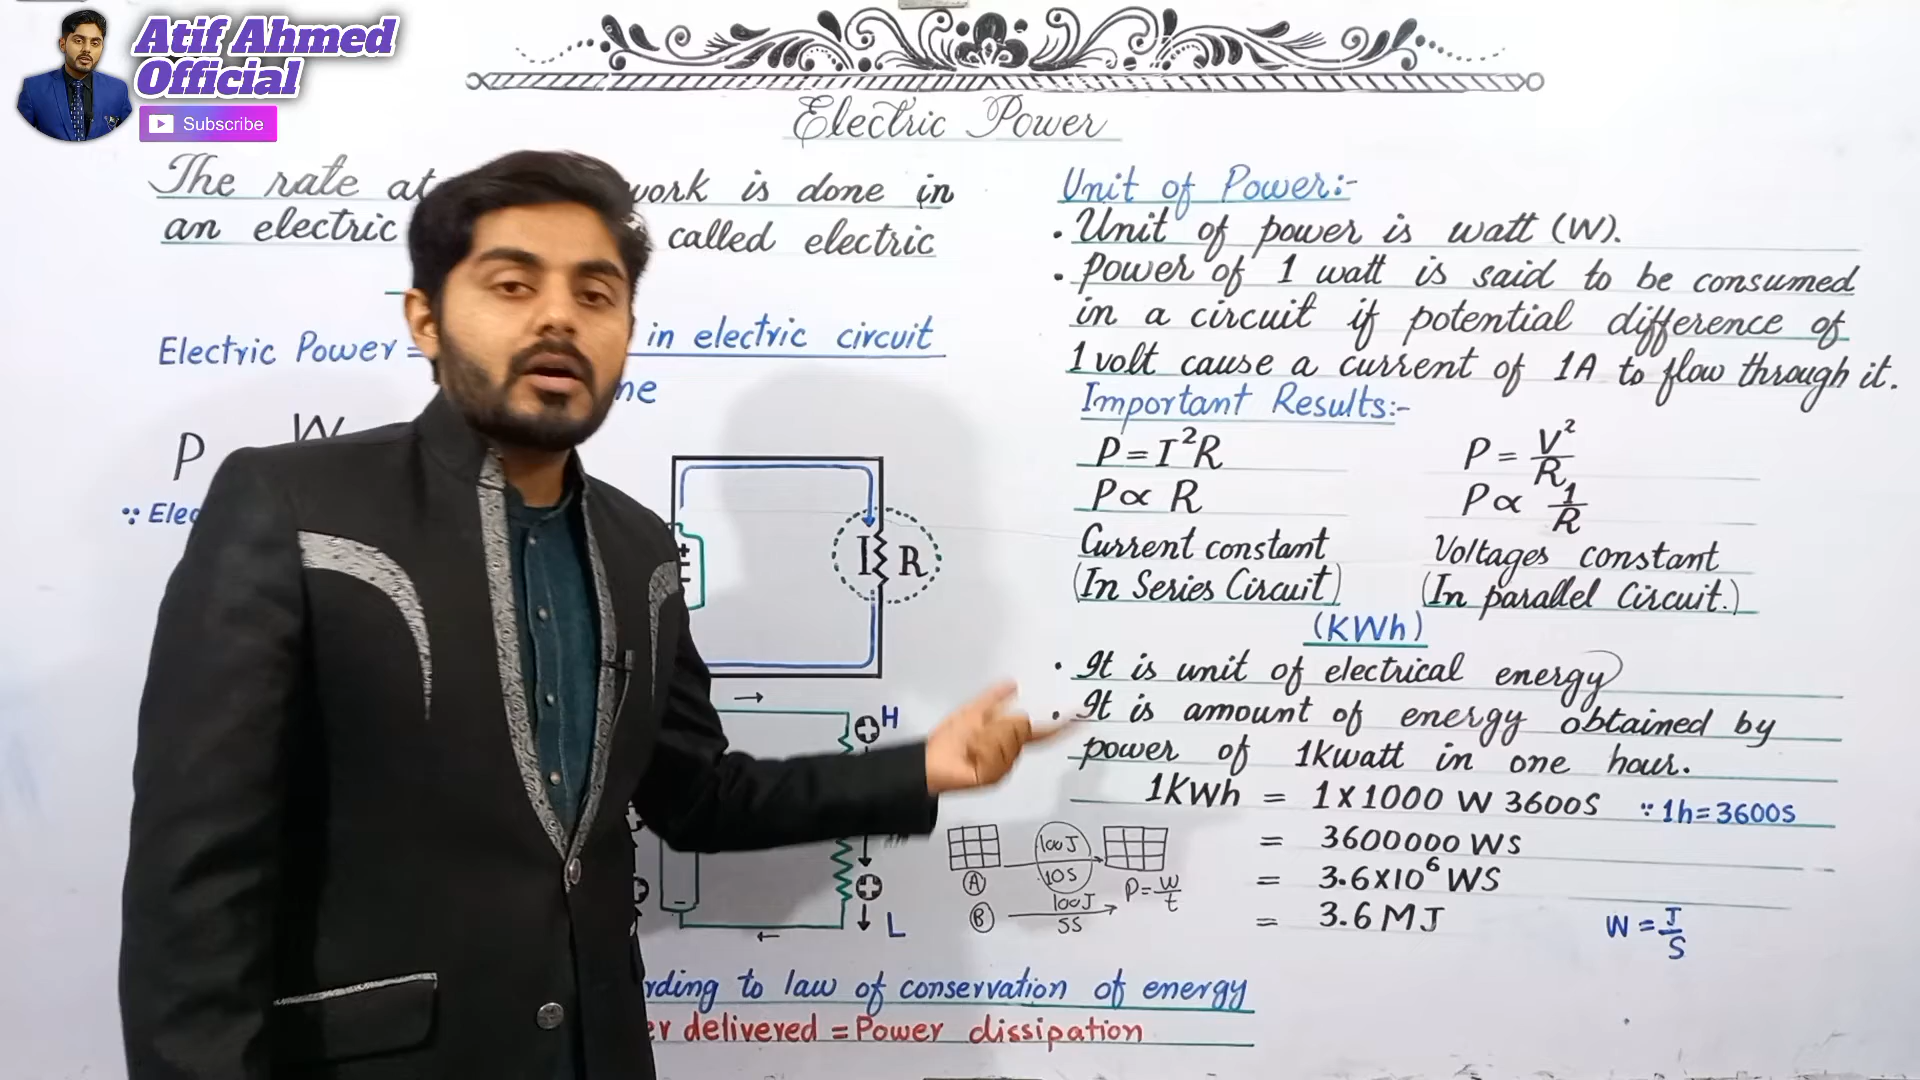 Atif Ahmed
Official
Subscribe
Electric Power
The rate at work is done in
an electric called electric
Electric Power = in electric circuit
P W
∵
I R
H
L
rding to law of conservation of energy
er delivered = Power dissipation
Unit of Power:-
• Unit of power is watt (W).
• Power of 1 watt is said to be consumed
in a circuit if potential difference of
1 volt cause a current of 1A to flow through it.
Important Results:-
P = I²R P = V²/R
P ∝ R P ∝ 1/R
Current constant Voltages constant
(In Series Circuit) (In parallel Circuit.)
(KWh)
• It is unit of electrical energy
• It is amount of energy obtained by
power of 1Kwatt in one hour.
1KWh = 1 X 1000 W 3600S ∵ 1h = 3600S
= 3600000 WS
= 3.6X10⁶ WS
= 3.6 MJ W = J/S
A 100J/10S
B 100J/5S
P = W/t